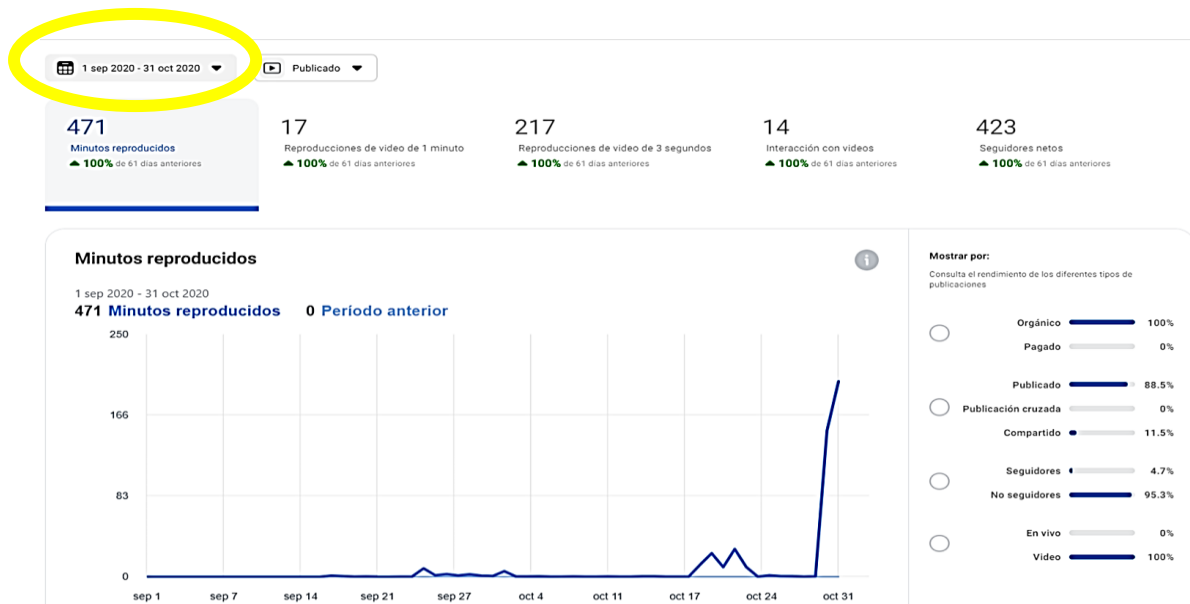 1 sep 2020 - 31 oct 2020
Publicado
471
Minutos reproducidos
100% de 61 días anteriores
17
Reproducciones de video de 1 minuto
100% de 61 días anteriores
217
Reproducciones de video de 3 segundos
100% de 61 días anteriores
14
Interacción con videos
100% de 61 días anteriores
423
Seguidores netos
100% de 61 días anteriores
Minutos reproducidos
1 sep 2020 - 31 oct 2020
471 Minutos reproducidos 0 Período anterior
250
166
83
0
sep 1 sep 7 sep 14 sep 21 sep 27 oct 4 oct 11 oct 17 oct 24 oct 31
Mostrar por:
Consulta el rendimiento de los diferentes tipos de
publicaciones
Orgánico 100%
Pagado 0%
Publicado 88.5%
Publicación cruzada 0%
Compartido 11.5%
Seguidores 4.7%
No seguidores 95.3%
En vivo 0%
Video 100%